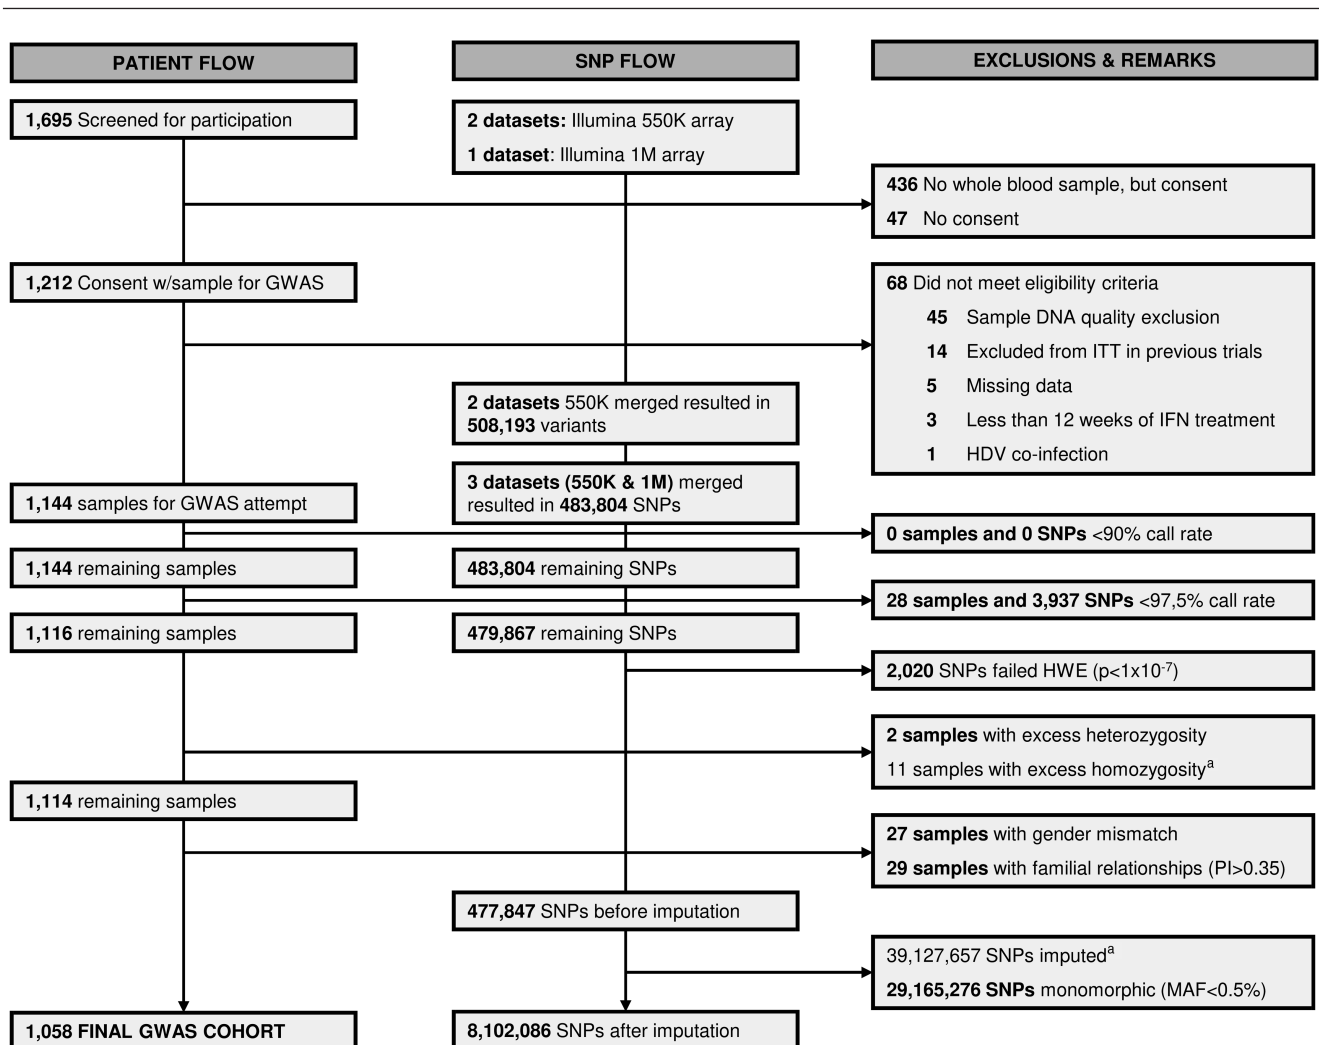 PATIENT FLOW
SNP FLOW
EXCLUSIONS & REMARKS
1,695 Screened for participation
2 datasets: Illumina 550K array
1 dataset: Illumina 1M array
436 No whole blood sample, but consent
47 No consent
1,212 Consent w/sample for GWAS
68 Did not meet eligibility criteria
45 Sample DNA quality exclusion
14 Excluded from ITT in previous trials
5 Missing data
3 Less than 12 weeks of IFN treatment
1 HDV co-infection
2 datasets 550K merged resulted in
508,193 variants
3 datasets (550K & 1M) merged
resulted in 483,804 SNPs
1,144 samples for GWAS attempt
0 samples and 0 SNPs <90% call rate
1,144 remaining samples
483,804 remaining SNPs
28 samples and 3,937 SNPs <97,5% call rate
1,116 remaining samples
479,867 remaining SNPs
2,020 SNPs failed HWE (p<1x10⁻⁷)
2 samples with excess heterozygosity
11 samples with excess homozygosityᵃ
1,114 remaining samples
27 samples with gender mismatch
29 samples with familial relationships (PI>0.35)
477,847 SNPs before imputation
39,127,657 SNPs imputedᵃ
29,165,276 SNPs monomorphic (MAF<0.5%)
1,058 FINAL GWAS COHORT
8,102,086 SNPs after imputation